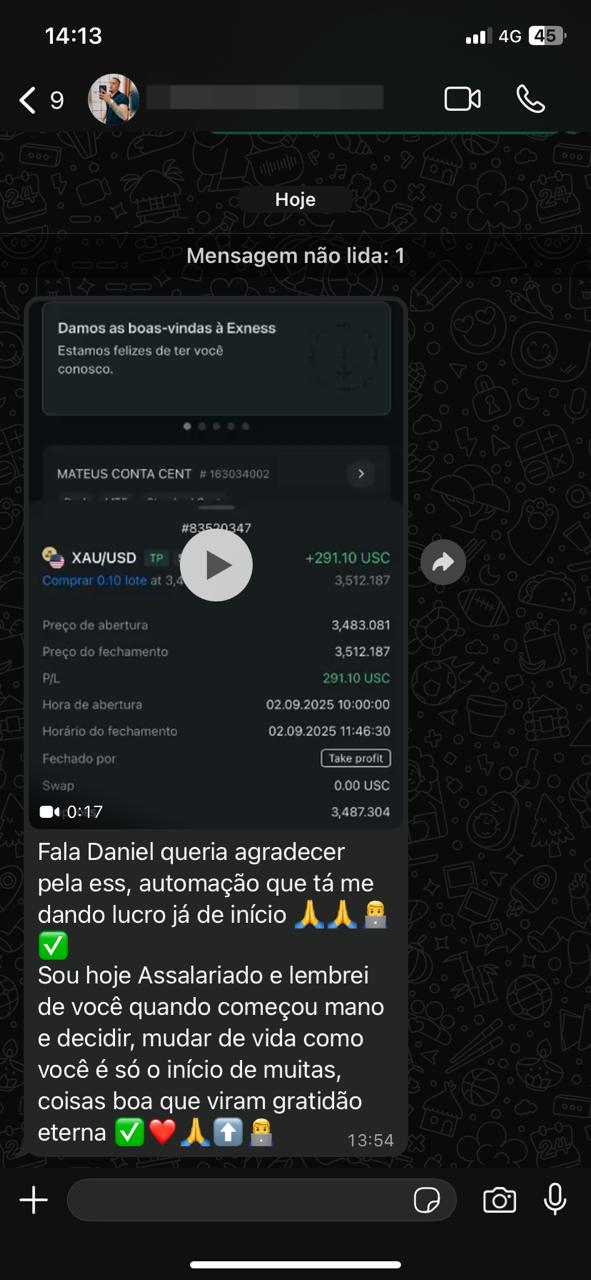 14:13
4G
45
9
Hoje
Mensagem não lida: 1
Damos as boas-vindas à Exness
Estamos felizes de ter você
conosco.
MATEUS CONTA CENT # 163034002
#83520347
XAU/USD TP +291.10 USC
Comprar 0.10 lote at 3,4 3,512.187
Preço de abertura 3,483.081
Preço do fechamento 3,512.187
P/L 291.10 USC
Hora de abertura 02.09.2025 10:00:00
Horário do fechamento 02.09.2025 11:46:30
Fechado por Take profit
Swap 0.00 USC
0:17 3,487.304
Fala Daniel queria agradecer
pela ess, automação que tá me
dando lucro já de início 🙏🙏👨‍💻
✅
Sou hoje Assalariado e lembrei
de você quando começou mano
e decidir, mudar de vida como
você é só o início de muitas,
coisas boa que viram gratidão
eterna ✅❤️🙏⬆️👨‍💻
13:54